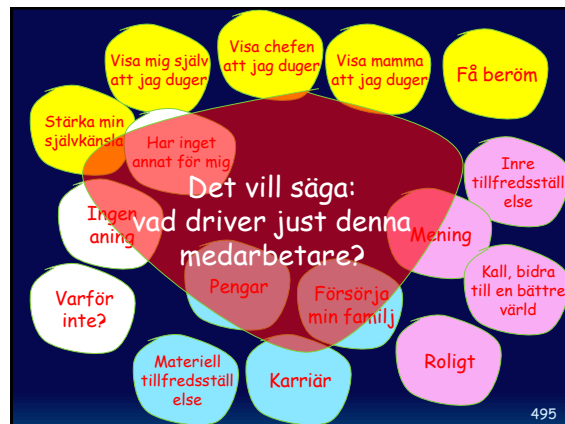 Visa mig själv
att jag duger
Visa chefen
att jag duger
Visa mamma
att jag duger
Få beröm
Stärka min
självkänsla
Har inget
annat för mig
Inre
tillfredsställ
else
Det vill säga:
vad driver just denna
medarbetare?
Ingen
aning
Mening
Kall, bidra
till en bättre
värld
Pengar
Försörja
min familj
Varför
inte?
Materiell
tillfredsställ
else
Karriär
Roligt
495